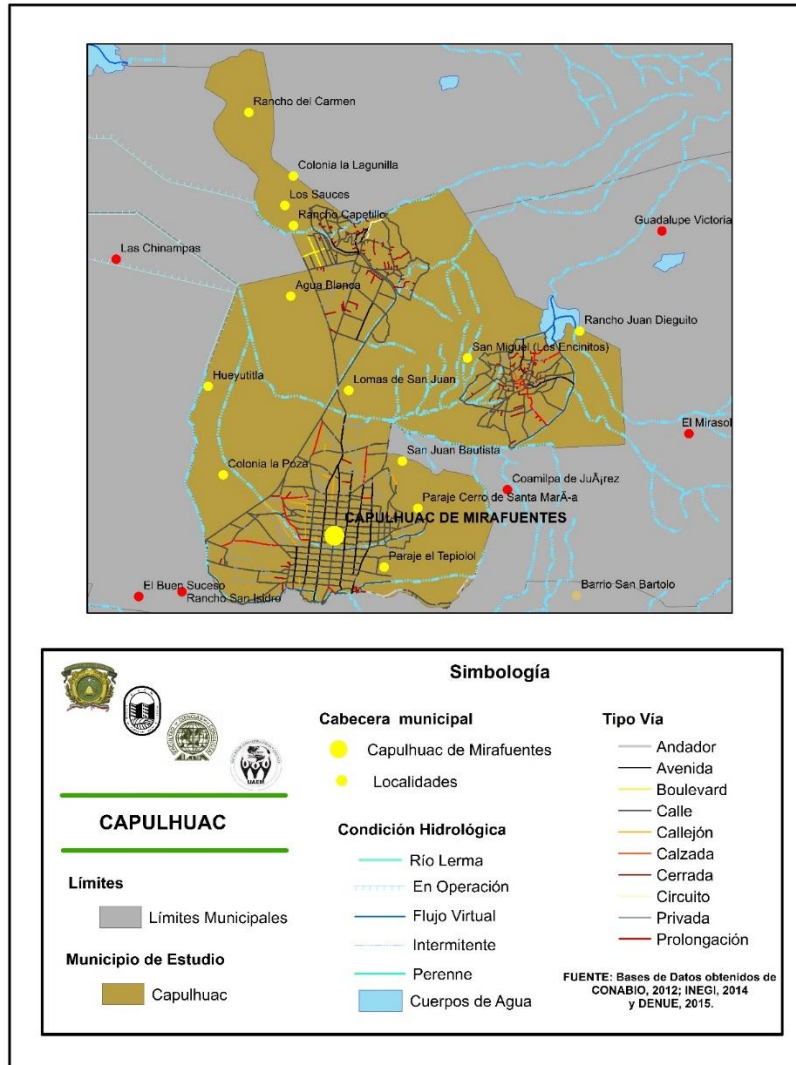 Rancho del Carmen
Colonia la Lagunilla
Los Sauces
Rancho Capetillo
Guadalupe Victoria
Las Chinampas
Agua Blanca
Rancho Juan Dieguito
San Miguel (Los Encinitos)
Hueyutitla
Lomas de San Juan
El Mirasol
San Juan Bautista
Colonia la Poza
Coamilpa de JuÃ¡rez
Paraje Cerro de Santa MarÃ-a
CAPULHUAC DE MIRAFUENTES
Paraje el Tepiolol
El Buen Suceso
Rancho San Isidro
Barrio San Bartolo
Simbología
Cabecera municipal
Capulhuac de Mirafuentes
Localidades
Condición Hidrológica
Río Lerma
En Operación
Flujo Virtual
Intermitente
Perenne
Cuerpos de Agua
Tipo Vía
Andador
Avenida
Boulevard
Calle
Callejón
Calzada
Cerrada
Circuito
Privada
Prolongación
CAPULHUAC
Límites
Límites Municipales
Municipio de Estudio
Capulhuac
FUENTE: Bases de Datos obtenidos de
CONABIO, 2012; INEGI, 2014
y DENUE, 2015.
UAEM